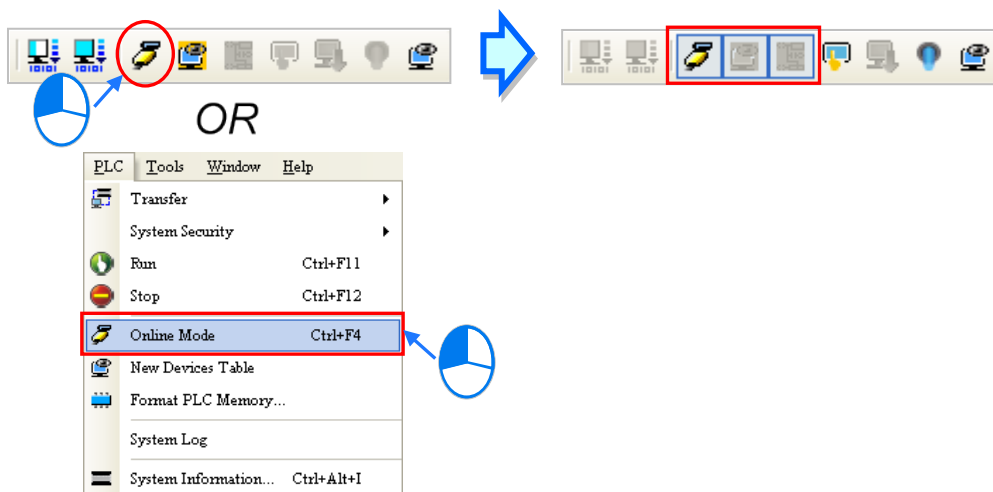 OR
PLC Tools Window Help
Transfer
System Security
Run Ctrl+F11
Stop Ctrl+F12
Online Mode Ctrl+F4
New Devices Table
Format PLC Memory...
System Log
System Information... Ctrl+Alt+I